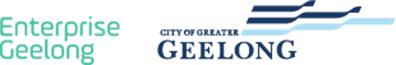 Enterprise
Geelong
CITY OF GREATER
GEELONG